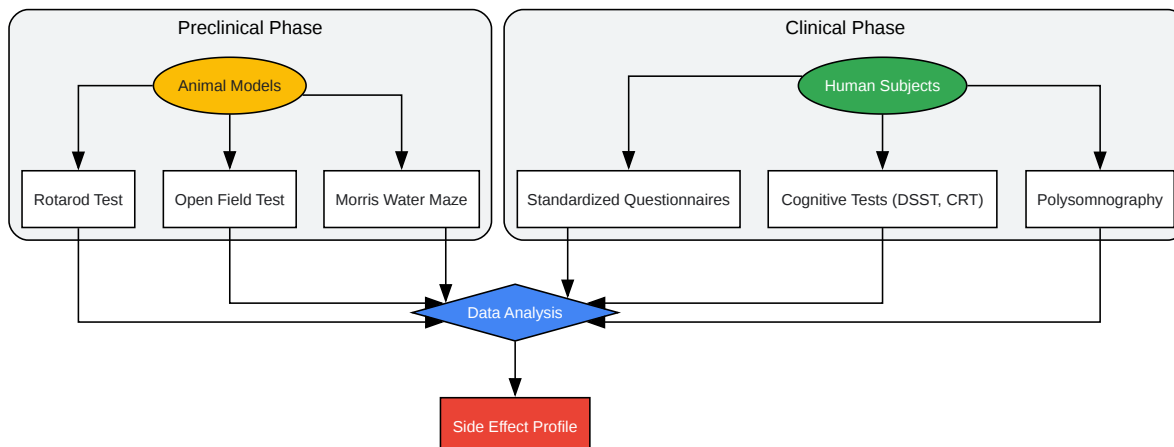 Preclinical Phase
Clinical Phase
Animal Models
Human Subjects
Rotarod Test
Open Field Test
Morris Water Maze
Standardized Questionnaires
Cognitive Tests (DSST, CRT)
Polysomnography
Data Analysis
Side Effect Profile